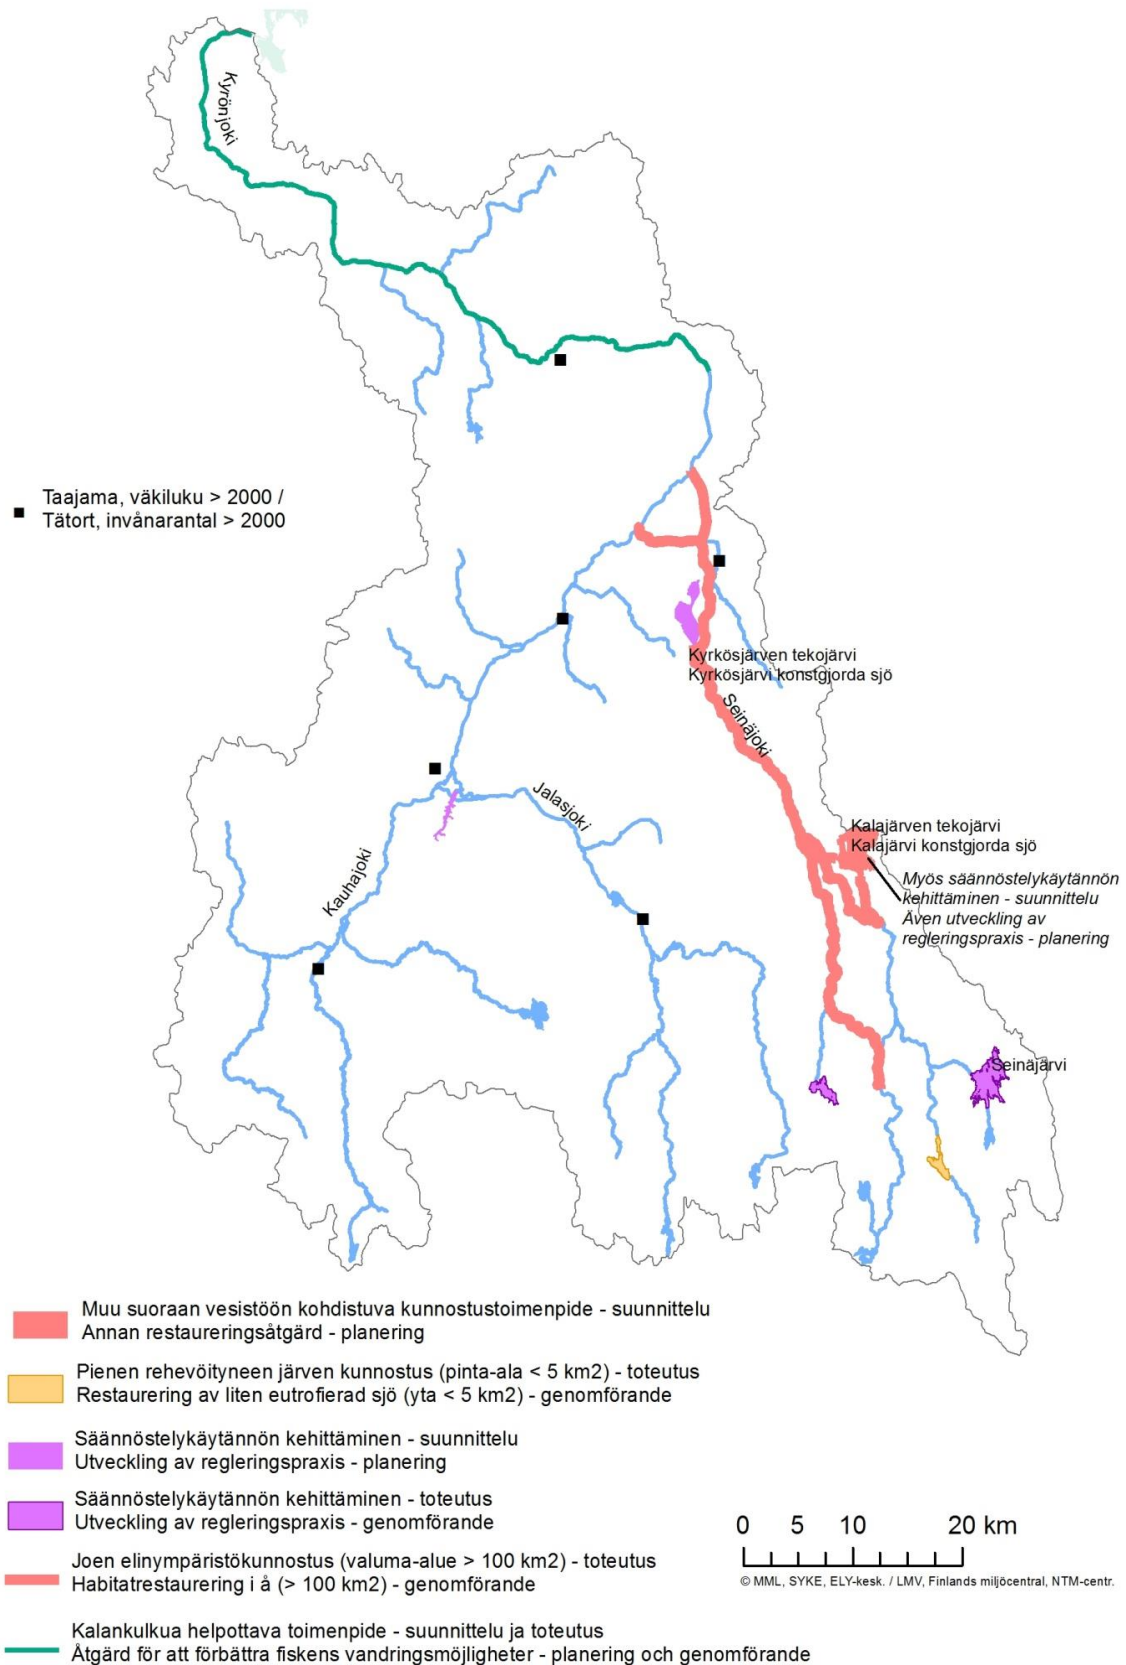 Kyrönjoki
Taajama, väkiluku > 2000 /
Tätort, invånarantal > 2000
Kyrkösjärven tekojärvi
Kyrkösjärvi konstgjorda sjö
Seinäjoki
Jalasjoki
Kauhajoki
Kalajärven tekojärvi
Kalajärvi konstgjorda sjö
Myös säännöstelykäytännön
kehittäminen - suunnittelu
Även utveckling av
regleringspraxis - planering
Seinäjärvi
Muu suoraan vesistöön kohdistuva kunnostustoimenpide - suunnittelu
Annan restaureringsåtgärd - planering
Pienen rehevöityneen järven kunnostus (pinta-ala < 5 km2) - toteutus
Restaurering av liten eutrofierad sjö (yta < 5 km2) - genomförande
Säännöstelykäytännön kehittäminen - suunnittelu
Utveckling av regleringspraxis - planering
Säännöstelykäytännön kehittäminen - toteutus
Utveckling av regleringspraxis - genomförande
Joen elinympäristökunnostus (valuma-alue > 100 km2) - toteutus
Habitatrestaurering i å (> 100 km2) - genomförande
Kalankulkua helpottava toimenpide - suunnittelu ja toteutus
Åtgärd för att förbättra fiskens vandringsmöjligheter - planering och genomförande
0 5 10 20 km
© MML, SYKE, ELY-kesk. / LMV, Finlands miljöcentral, NTM-centr.